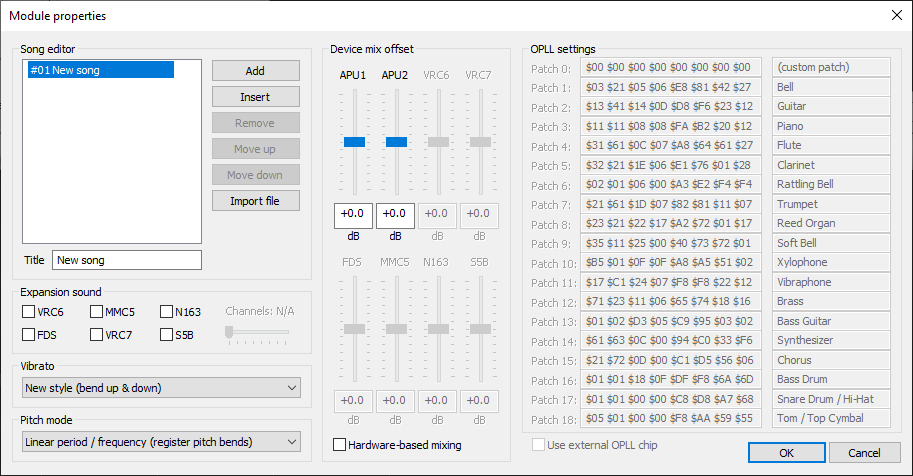 Module properties
Song editor
#01 New song
Add
Insert
Remove
Move up
Move down
Import file
Title
New song
Expansion sound
VRC6
MMC5
N163
Channels: N/A
FDS
VRC7
S5B
Vibrato
New style (bend up & down)
Pitch mode
Linear period / frequency (register pitch bends)
Device mix offset
APU1 APU2 VRC6 VRC7
+0.0 +0.0 +0.0 +0.0
dB dB dB dB
FDS MMC5 N163 S5B
+0.0 +0.0 +0.0 +0.0
dB dB dB dB
Hardware-based mixing
OPLL settings
Patch 0: $00 $00 $00 $00 $00 $00 $00 $00 (custom patch)
Patch 1: $03 $21 $05 $06 $E8 $81 $42 $27 Bell
Patch 2: $13 $41 $14 $0D $D8 $F6 $23 $12 Guitar
Patch 3: $11 $11 $08 $08 $FA $B2 $20 $12 Piano
Patch 4: $31 $61 $0C $07 $A8 $64 $61 $27 Flute
Patch 5: $32 $21 $1E $06 $E1 $76 $01 $28 Clarinet
Patch 6: $02 $01 $06 $00 $A3 $E2 $F4 $F4 Rattling Bell
Patch 7: $21 $61 $1D $07 $82 $81 $11 $07 Trumpet
Patch 8: $23 $21 $22 $17 $A2 $72 $01 $17 Reed Organ
Patch 9: $35 $11 $25 $00 $40 $73 $72 $01 Soft Bell
Patch 10: $B5 $01 $0F $0F $A8 $A5 $51 $02 Xylophone
Patch 11: $17 $C1 $24 $07 $F8 $F8 $22 $12 Vibraphone
Patch 12: $71 $23 $11 $06 $65 $74 $18 $16 Brass
Patch 13: $01 $02 $D3 $05 $C9 $95 $03 $02 Bass Guitar
Patch 14: $61 $63 $0C $00 $94 $C0 $33 $F6 Synthesizer
Patch 15: $21 $72 $0D $00 $C1 $D5 $56 $06 Chorus
Patch 16: $01 $01 $18 $0F $DF $F8 $6A $6D Bass Drum
Patch 17: $01 $01 $00 $00 $C8 $D8 $A7 $68 Snare Drum / Hi-Hat
Patch 18: $05 $01 $00 $00 $F8 $AA $59 $55 Tom / Top Cymbal
Use external OPLL chip
OK
Cancel